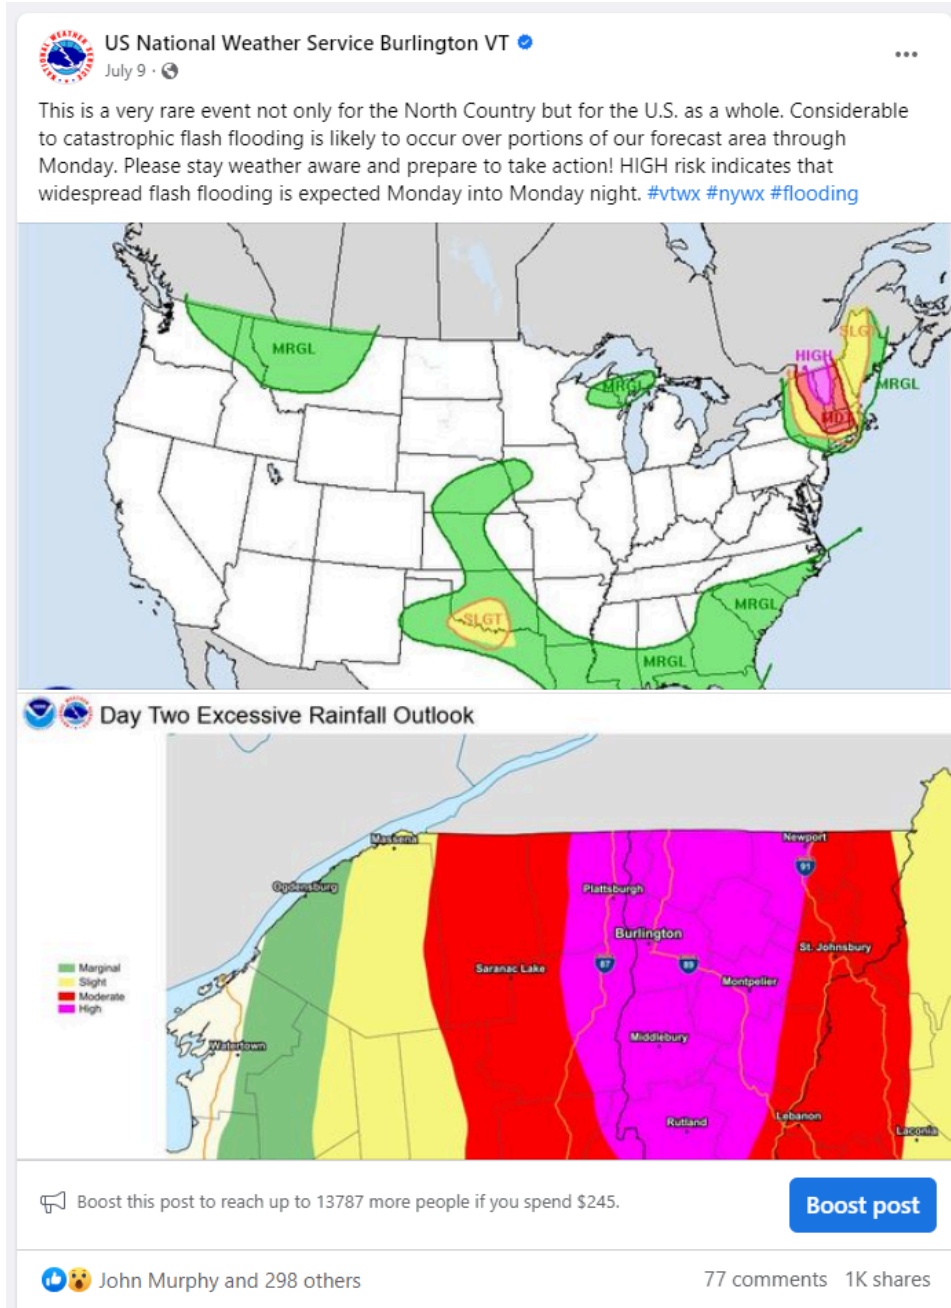 US National Weather Service Burlington VT
July 9 ·
This is a very rare event not only for the North Country but for the U.S. as a whole. Considerable
to catastrophic flash flooding is likely to occur over portions of our forecast area through
Monday. Please stay weather aware and prepare to take action! HIGH risk indicates that
widespread flash flooding is expected Monday into Monday night. #vtwx #nywx #flooding
SLGT
MRGL
HIGH
MRGL
MRGL
MDT
SLGT
MRGL
MRGL
Day Two Excessive Rainfall Outlook
Massena
Newport
91
Ogdensburg
Plattsburgh
Burlington
St. Johnsbury
87
89
Saranac Lake
Montpelier
Marginal
Slight
Moderate
High
Watertown
Middlebury
Rutland
Lebanon
Laconia
Boost this post to reach up to 13787 more people if you spend $245.
Boost post
John Murphy and 298 others
77 comments 1K shares